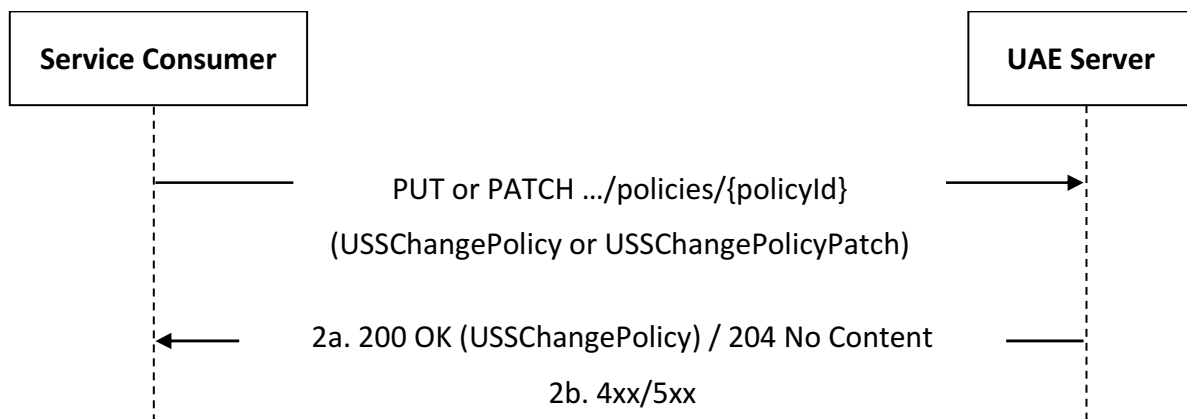 Service Consumer
UAE Server
PUT or PATCH …/policies/{policyId}
(USSChangePolicy or USSChangePolicyPatch)
2a. 200 OK (USSChangePolicy) / 204 No Content
2b. 4xx/5xx